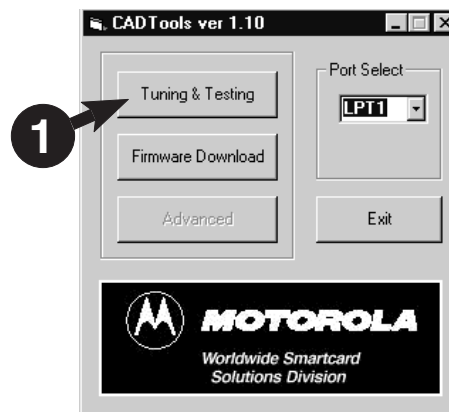 CADTools ver 1.10
1
Tuning & Testing
Firmware Download
Advanced
Port Select
LPT1
Exit
MOTOROLA
Worldwide Smartcard
Solutions Division